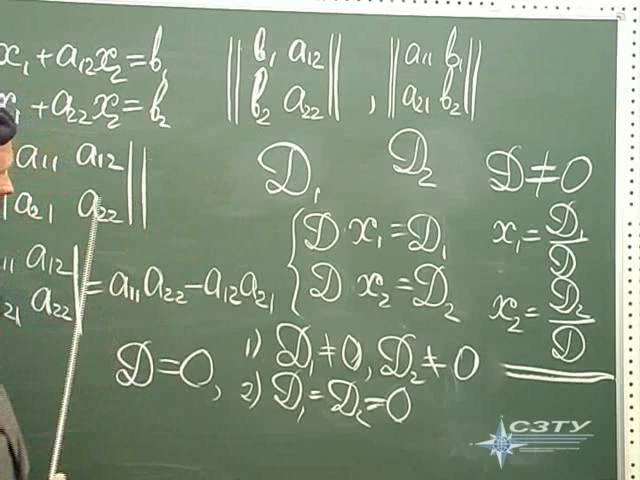 x₁ + a₁₂x₂ = b₁
x₁ + a₂₂x₂ = b₂
‖ b₁ a₁₂ ‖ , ‖ a₁₁ b₁ ‖
‖ b₂ a₂₂ ‖ , ‖ a₂₁ b₂ ‖
a₁₁ a₁₂ ‖
a₂₁ a₂₂ ‖
D₁ D₂
D ≠ 0
₁₁ a₁₂ |
₂₁ a₂₂ | = a₁₁a₂₂ − a₁₂a₂₁
{ D · x₁ = D₁
D · x₂ = D₂
x₁ = D₁/D
x₂ = D₂/D
D = 0, 1) D₁ ≠ 0, D₂ ≠ 0
2) D₁ = D₂ = 0
СЗТУ